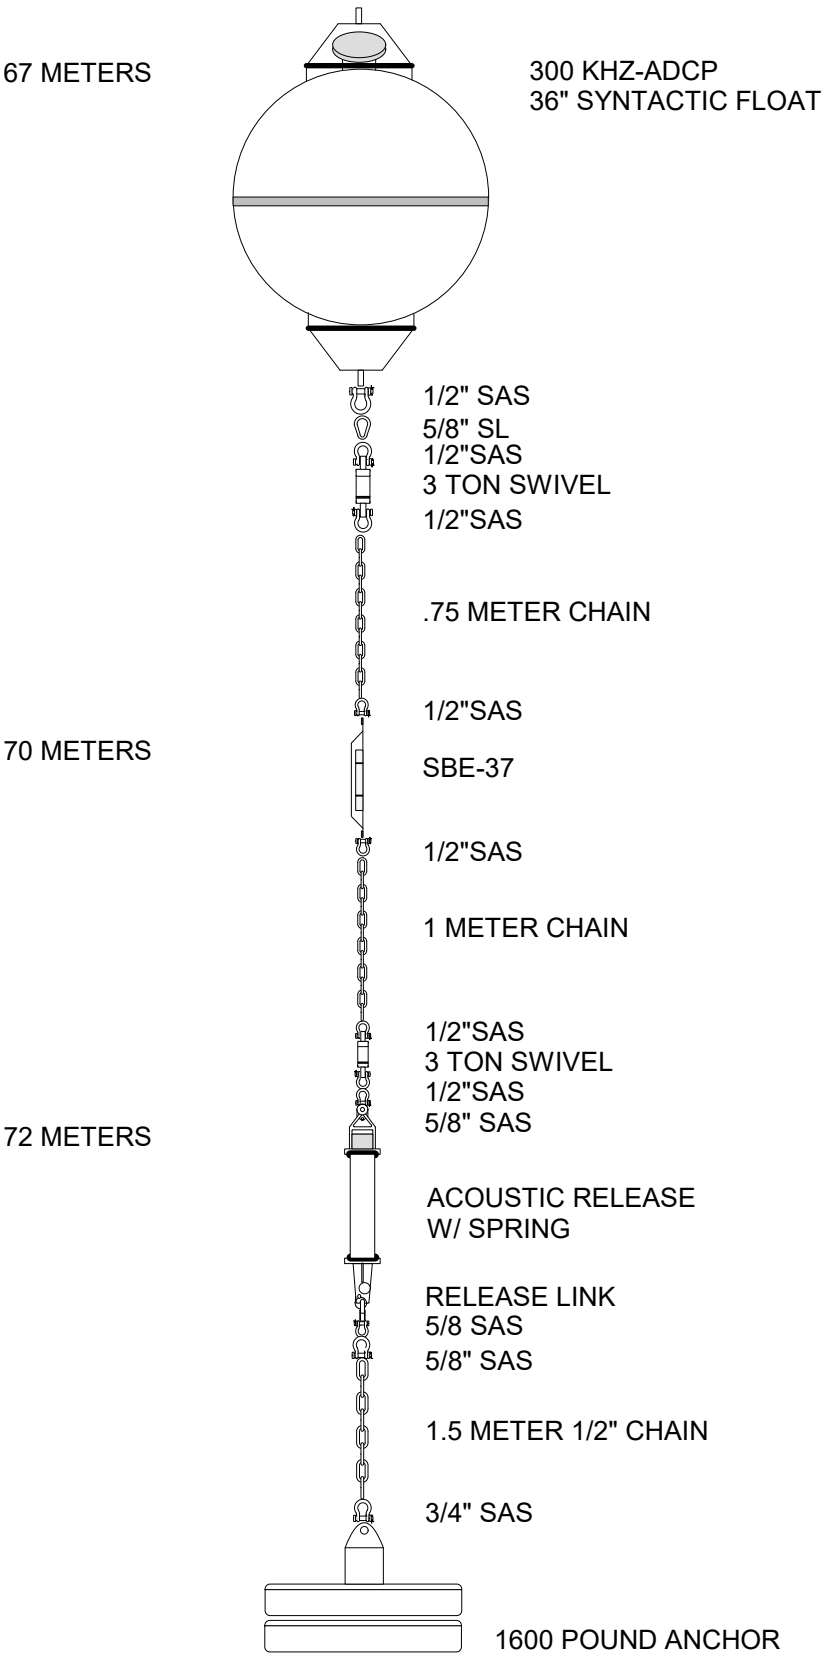 67 METERS
300 KHZ-ADCP
36" SYNTACTIC FLOAT
1/2" SAS
5/8" SL
1/2"SAS
3 TON SWIVEL
1/2"SAS
.75 METER CHAIN
1/2"SAS
70 METERS
SBE-37
1/2"SAS
1 METER CHAIN
1/2"SAS
3 TON SWIVEL
1/2"SAS
5/8" SAS
72 METERS
ACOUSTIC RELEASE
W/ SPRING
RELEASE LINK
5/8 SAS
5/8" SAS
1.5 METER 1/2" CHAIN
3/4" SAS
1600 POUND ANCHOR